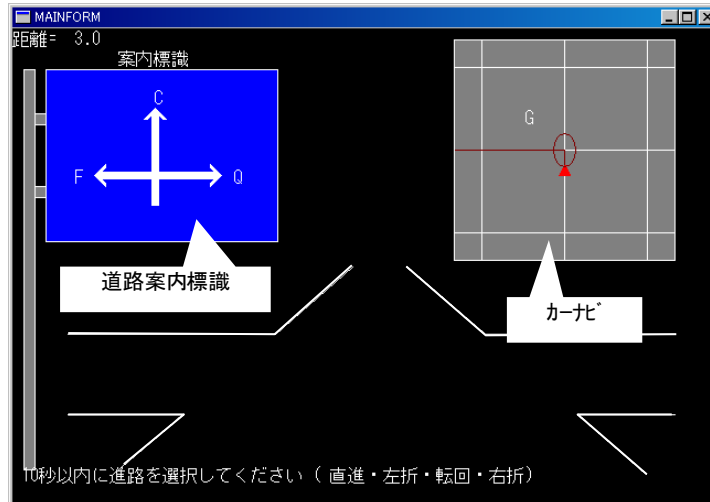 MAINFORM
距離= 3.0
案内標識
C
F
Q
G
道路案内標識
カーナビ
10秒以内に進路を選択してください ( 直進・左折・転回・右折)